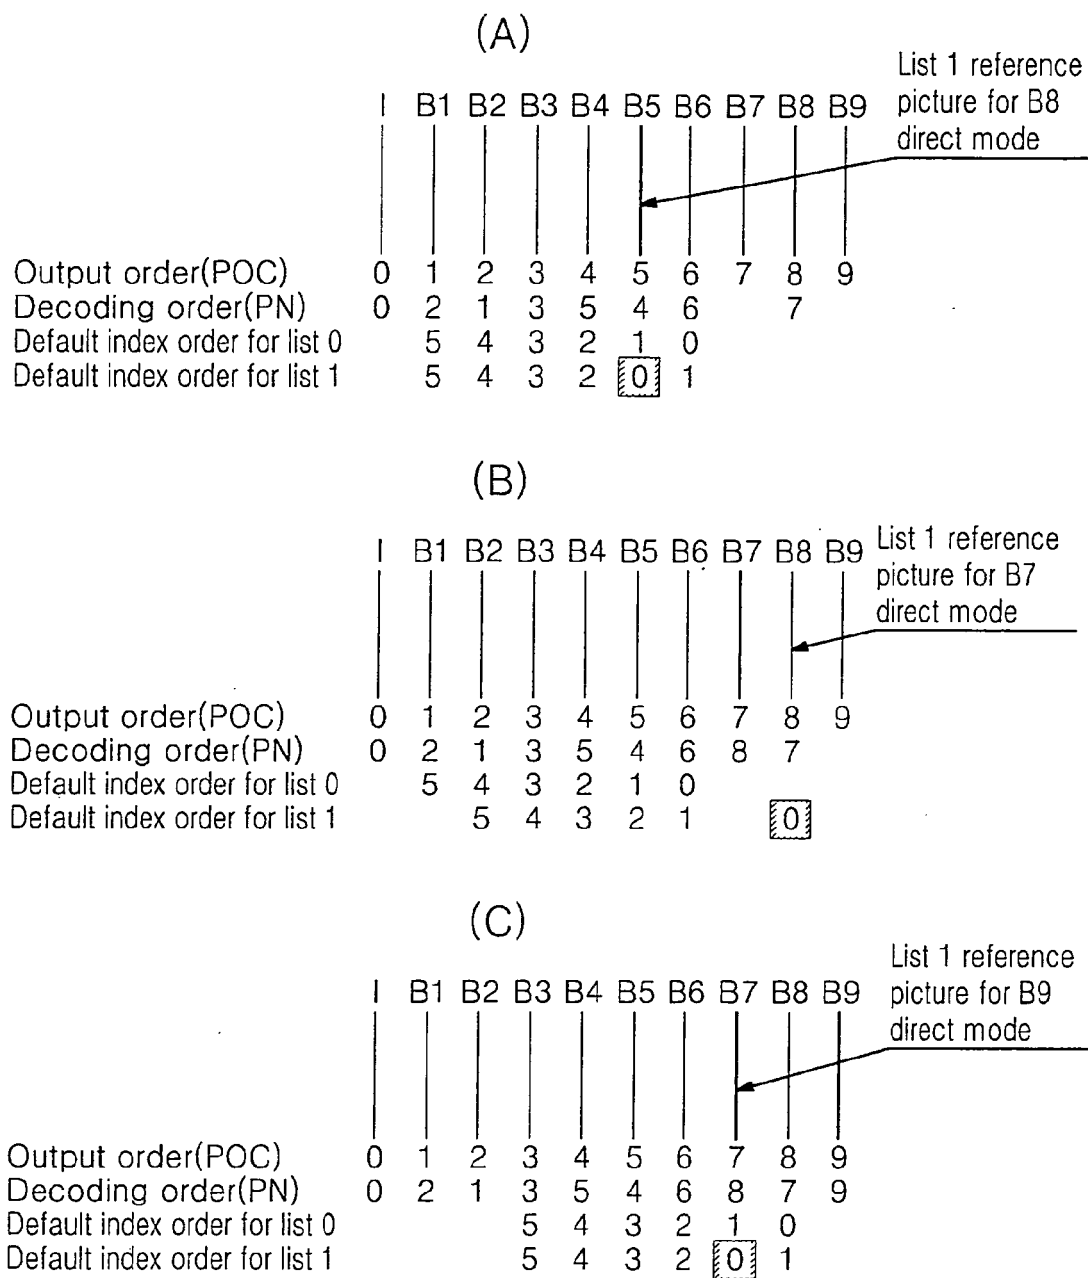 (A)
List 1 reference
picture for B8
direct mode
I B1 B2 B3 B4 B5 B6 B7 B8 B9
Output order(POC) 0 1 2 3 4 5 6 7 8 9
Decoding order(PN) 0 2 1 3 5 4 6 7
Default index order for list 0 5 4 3 2 1 0
Default index order for list 1 5 4 3 2 0 1
(B)
List 1 reference
picture for B7
direct mode
I B1 B2 B3 B4 B5 B6 B7 B8 B9
Output order(POC) 0 1 2 3 4 5 6 7 8 9
Decoding order(PN) 0 2 1 3 5 4 6 8 7
Default index order for list 0 5 4 3 2 1 0
Default index order for list 1 5 4 3 2 1 0
(C)
List 1 reference
picture for B9
direct mode
I B1 B2 B3 B4 B5 B6 B7 B8 B9
Output order(POC) 0 1 2 3 4 5 6 7 8 9
Decoding order(PN) 0 2 1 3 5 4 6 8 7 9
Default index order for list 0 5 4 3 2 1 0
Default index order for list 1 5 4 3 2 0 1